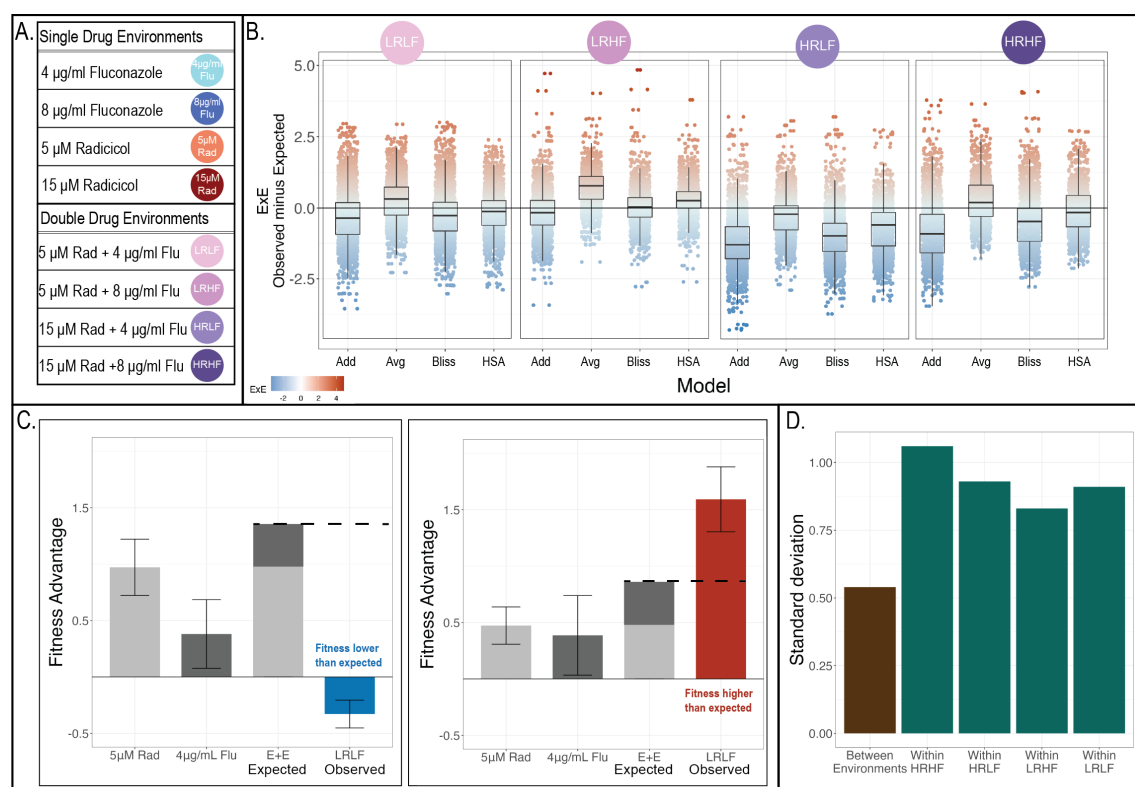 A.
Single Drug Environments
4 µg/ml Fluconazole
4µg/ml
Flu
8 µg/ml Fluconazole
8µg/ml
Flu
5 µM Radicicol
5µM
Rad
15 µM Radicicol
15µM
Rad
Double Drug Environments
5 µM Rad + 4 µg/ml Flu
LRLF
5 µM Rad + 8 µg/ml Flu
LRHF
15 µM Rad + 4 µg/ml Flu
HRLF
15 µM Rad +8 µg/ml Flu
HRHF
B.
LRLF
LRHF
HRLF
HRHF
ExE
Observed minus Expected
5.0
2.5
0.0
-2.5
Add Avg Bliss HSA
Add Avg Bliss HSA
Add Avg Bliss HSA
Add Avg Bliss HSA
Model
ExE
-2 0 2 4
C.
Fitness Advantage
1.5
0.5
-0.5
Fitness lower
than expected
5µM Rad 4µg/mL Flu E+E LRLF
Expected Observed
Fitness Advantage
1.5
0.5
-0.5
Fitness higher
than expected
5µM Rad 4µg/mL Flu E+E LRLF
Expected Observed
D.
Standard deviation
1.00
0.75
0.50
0.25
0.00
Between Within Within Within Within
Environments HRHF HRLF LRHF LRLF